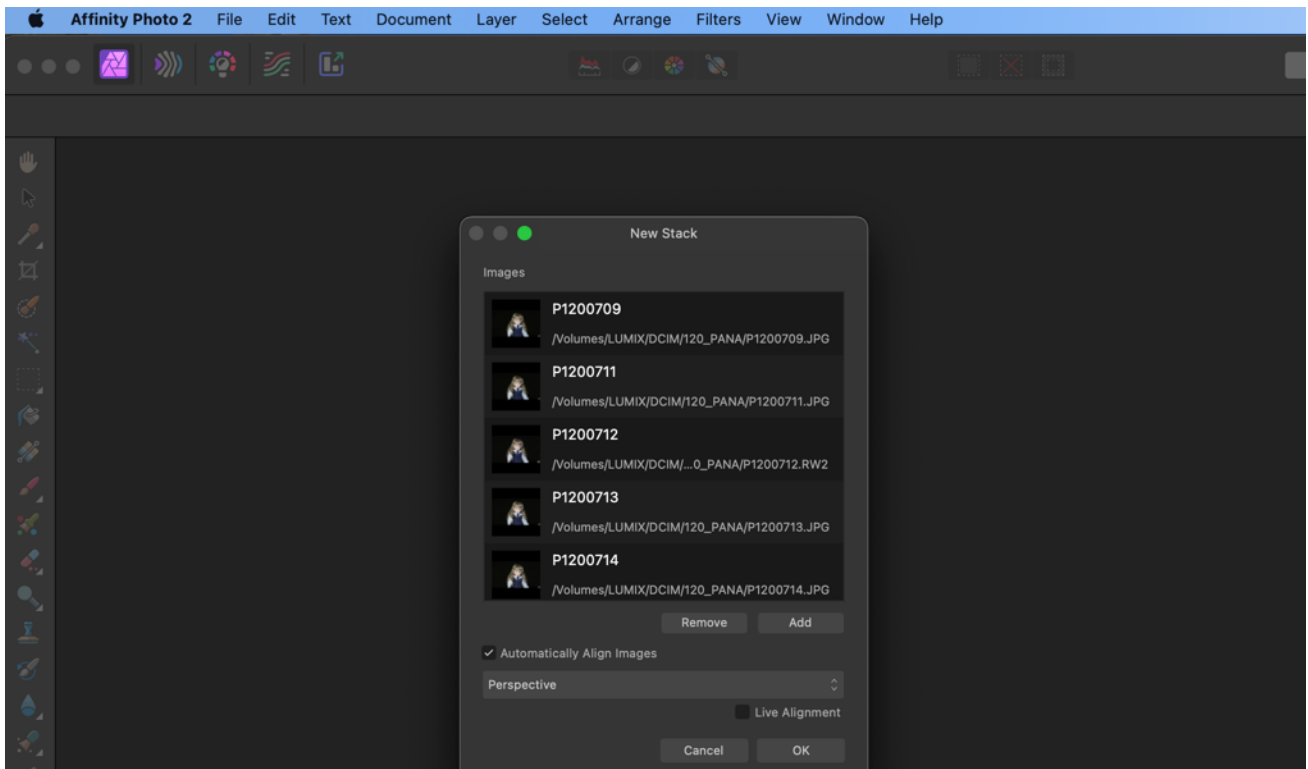 Affinity Photo 2 File Edit Text Document Layer Select Arrange Filters View Window Help
New Stack
Images
P1200709
/Volumes/LUMIX/DCIM/120_PANA/P1200709.JPG
P1200711
/Volumes/LUMIX/DCIM/120_PANA/P1200711.JPG
P1200712
/Volumes/LUMIX/DCIM/...0_PANA/P1200712.RW2
P1200713
/Volumes/LUMIX/DCIM/120_PANA/P1200713.JPG
P1200714
/Volumes/LUMIX/DCIM/120_PANA/P1200714.JPG
Remove Add
Automatically Align Images
Perspective
Live Alignment
Cancel OK